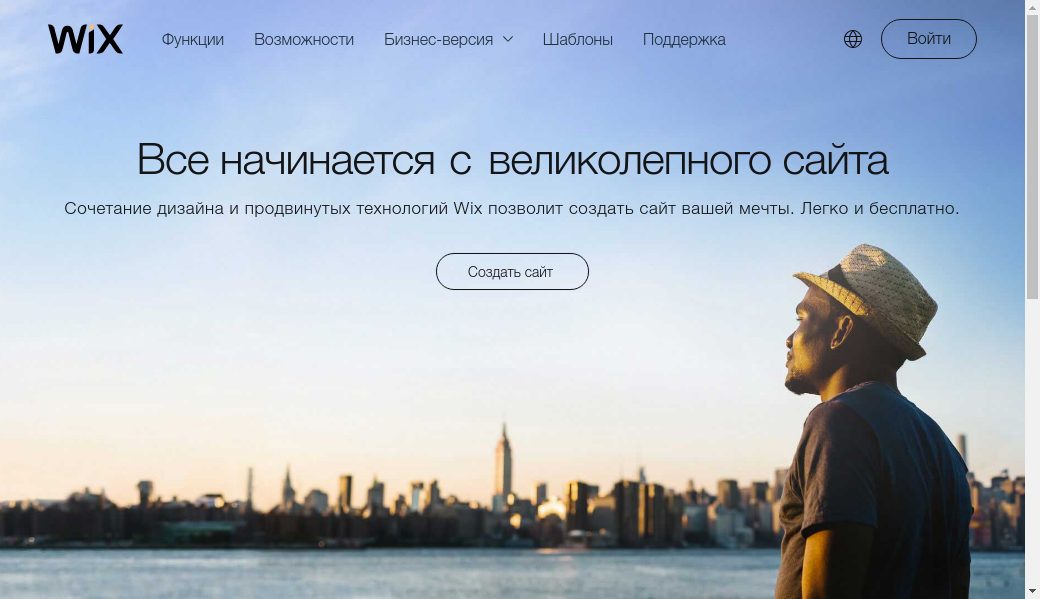 WiX
Функции Возможности Бизнес-версия Шаблоны Поддержка Войти
Все начинается с великолепного сайта
Сочетание дизайна и продвинутых технологий Wix позволит создать сайт вашей мечты. Легко и бесплатно.
Создать сайт